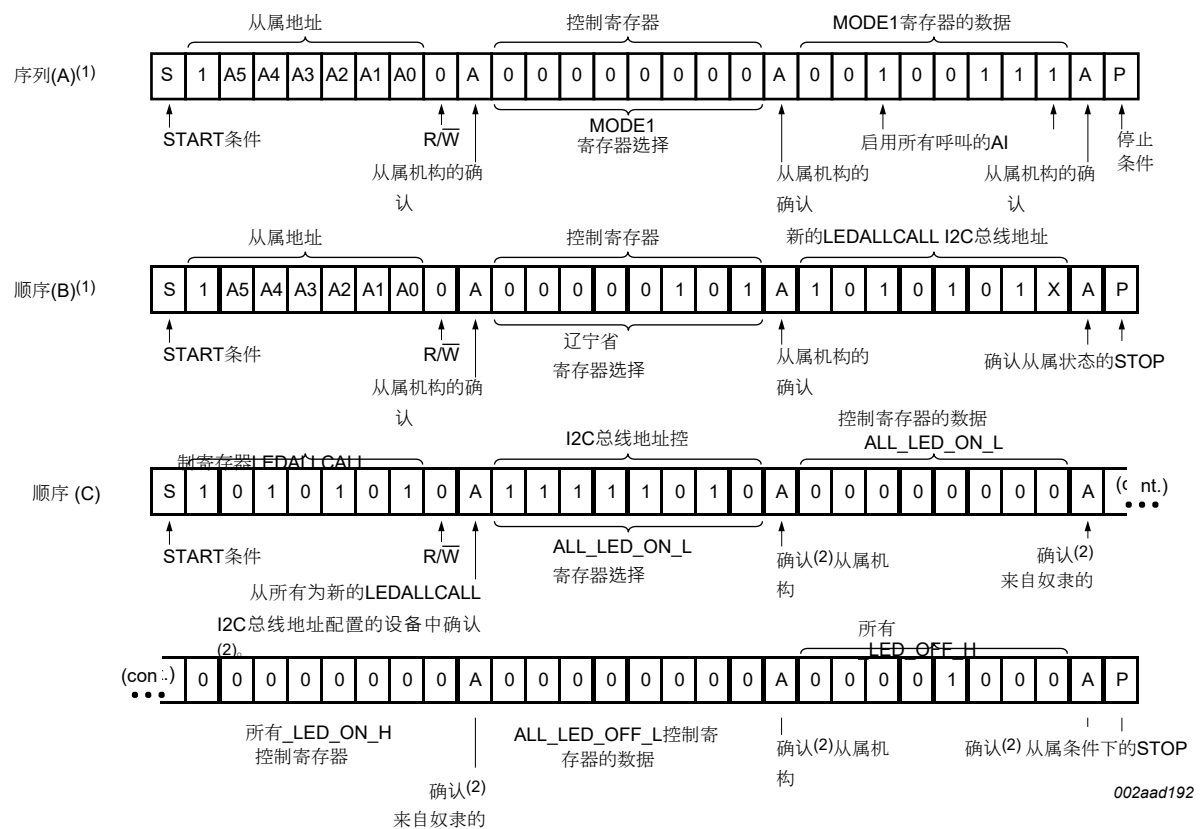 从属地址 控制寄存器 MODE1寄存器的数据
序列(A)(1) S 1 A5 A4 A3 A2 A1 A0 0 A 0 0 0 0 0 0 0 0 A 0 0 1 0 0 1 1 1 A P
START条件 R/W MODE1 启用所有呼叫的AI 停止
寄存器选择 条件
从属机构的确 从属机构的 从属机构的确
认 确认 认
从属地址 控制寄存器 新的LEDALLCALL I2C总线地址
顺序(B)(1) S 1 A5 A4 A3 A2 A1 A0 0 A 0 0 0 0 0 1 0 1 A 1 0 1 0 1 0 1 X A P
START条件 R/W 辽宁省 从属机构的 确认从属状态的STOP
寄存器选择
从属机构的确 确认
认
控制寄存器的数据
I2C总线地址控 ALL_LED_ON_L
制寄存器LEDALLCALL
顺序 (C) S 1 0 1 0 1 0 1 0 A 1 1 1 1 1 0 1 0 A 0 0 0 0 0 0 0 0 A (c nt.)
START条件 R/W ALL_LED_ON_L 确认(2)从属机 确认(2)
寄存器选择 构 来自奴隶的
从所有为新的LEDALLCALL
I2C总线地址配置的设备中确认
(2)。
所有
_LED_OFF_H
(con .) 0 0 0 0 0 0 0 0 A 0 0 0 0 0 0 0 0 A 0 0 0 0 1 0 0 0 A P
所有_LED_ON_H ALL_LED_OFF_L控制寄 确认(2)从属机 确认(2) 从属条件下的STOP
控制寄存器 存器的数据 构
确认(2)
来自奴隶的
002aad192